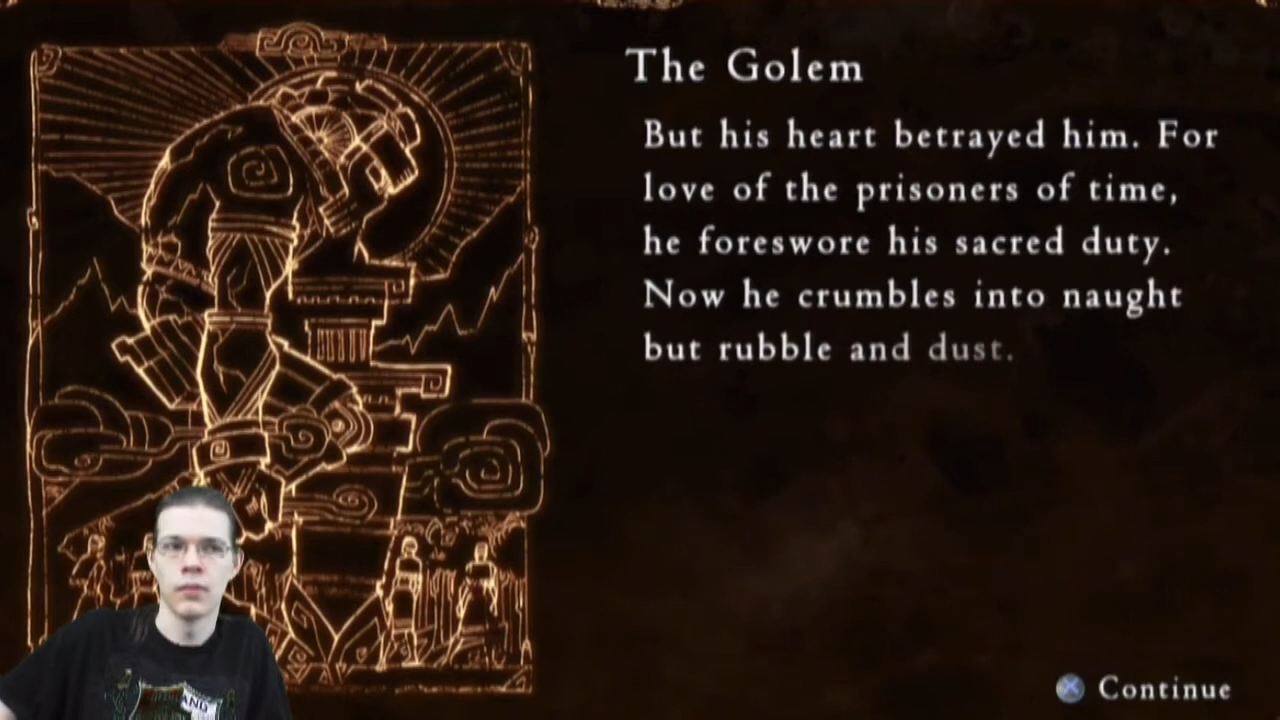 The Golem
But his heart betrayed him. For
love of the prisoners of time,
he foreswore his sacred duty.
Now he crumbles into naught
but rubble and dust.
Continue